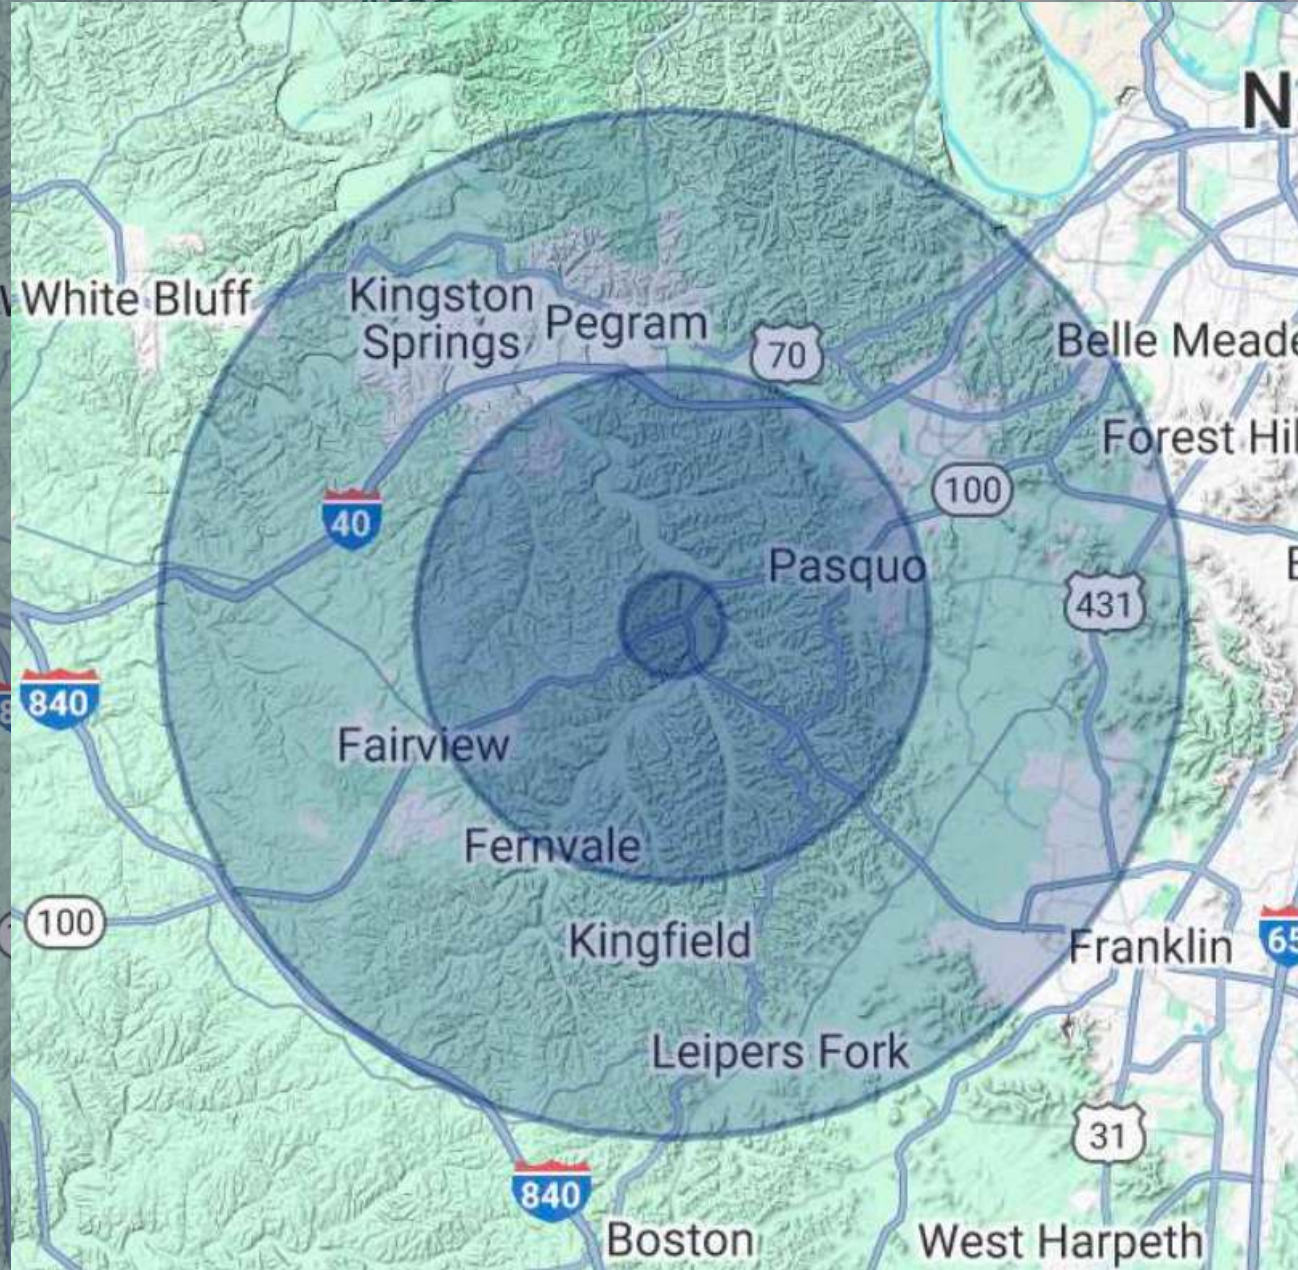 N
White Bluff
Kingston
Springs
Pegram
70
Belle Meade
Forest Hil
100
40
Pasquo
E
431
840
8
Fairview
Fernvale
100
Kingfield
Franklin
65
Leipers Fork
31
840
Boston
West Harpeth